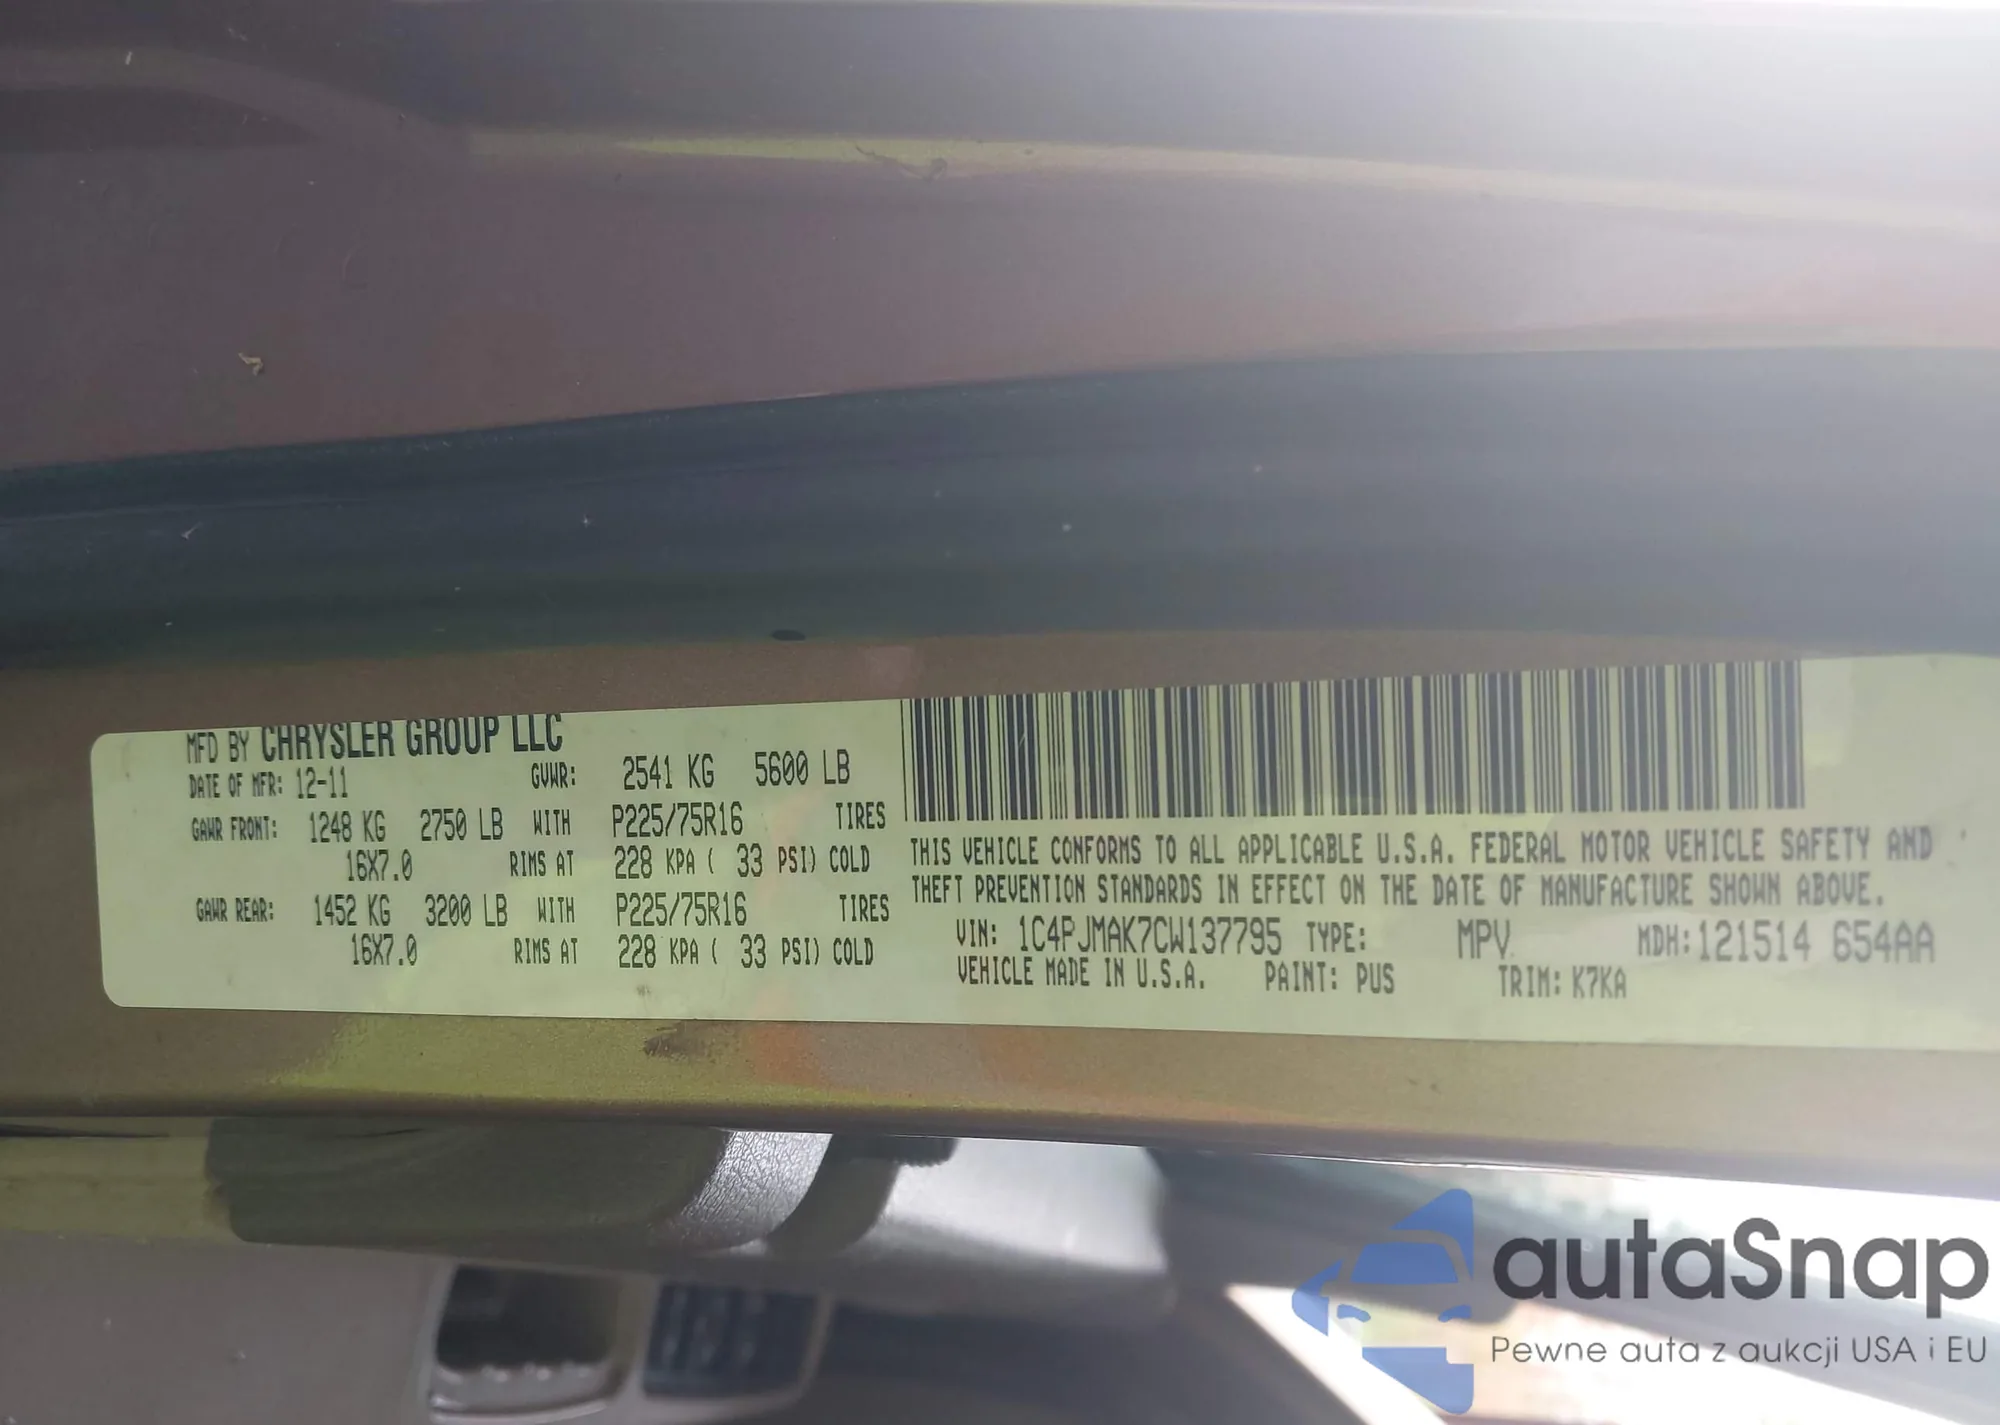 MFD BY CHRYSLER GROUP LLC
DATE OF MFR: 12-11 GVWR: 2541 KG 5600 LB
GAWR FRONT: 1248 KG 2750 LB WITH P225/75R16 TIRES
16X7.0 RIMS AT 228 KPA ( 33 PSI) COLD
GAWR REAR: 1452 KG 3200 LB WITH P225/75R16 TIRES
16X7.0 RIMS AT 228 KPA ( 33 PSI) COLD
THIS VEHICLE CONFORMS TO ALL APPLICABLE U.S.A. FEDERAL MOTOR VEHICLE SAFETY AND
THEFT PREVENTION STANDARDS IN EFFECT ON THE DATE OF MANUFACTURE SHOWN ABOVE.
VIN: 1C4PJMAK7CW137795 TYPE: MPV MDH: 121514 654AA
VEHICLE MADE IN U.S.A. PAINT: PUS TRIM: K7KA
autaSnap
Pewne auta z aukcji USA i EU